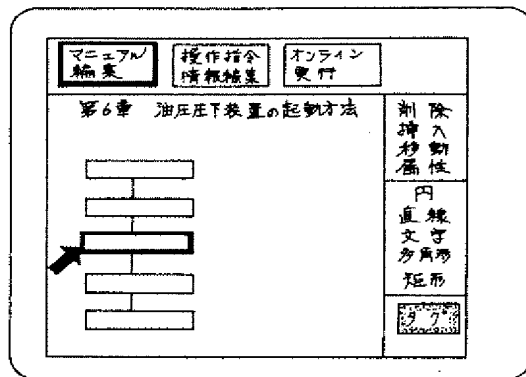 マニュアル
編集
操作指令
情報編集
オンライン
実行
第6章 油圧圧下装置の起動方法
削除
挿入
移動
属性
円
直線
文字
多角形
矩形
タグ